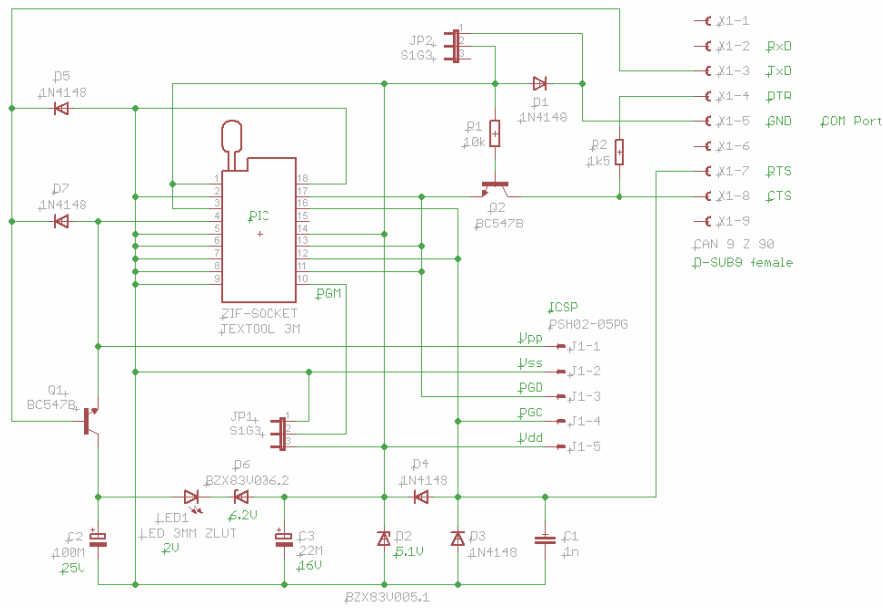 X1-1
JP2
S1G3
1
2
3
X1-2 RxD
X1-3 TxD
D5
1N4148
D1
1N4148
X1-4 DTR
R1
10k
X1-5 GND COM Port
R2
1k5
X1-6
X1-7 RTS
D7
1N4148
1
2
3
4
5
6
7
8
9
18
17
16
15
14
13
12
11
10
PIC
Q2
BC547B
X1-8 CTS
X1-9
CAN 9 Z 90
D-SUB9 female
PGM
ZIF-SOCKET
TEXTOOL 3M
ICSP
PSH02-05PG
Vpp J1-1
Vss J1-2
PGD J1-3
PGC J1-4
Vdd J1-5
Q1
BC547B
JP1
S1G3
1
2
3
D6
BZX83V006.2
6.2V
D4
1N4148
LED1
LED 3MM ZLUT
2V
C2
100M
25V
C3
22M
16V
D2
5.1V
D3
1N4148
C1
1n
BZX83V005.1